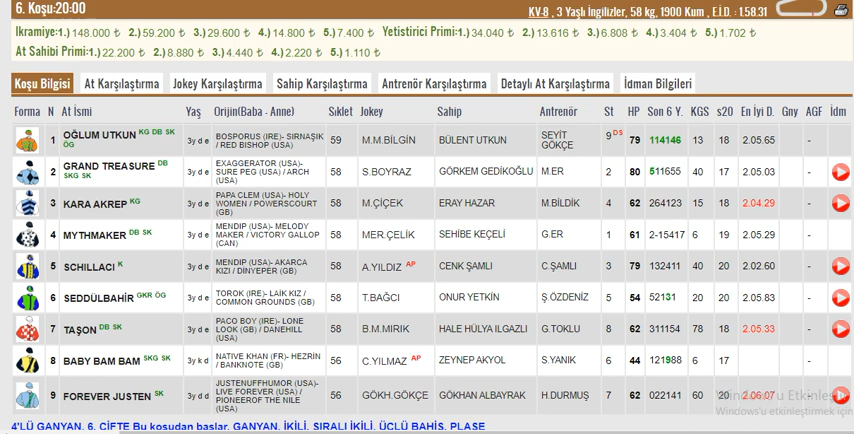 6. Koşu:20:00
KV-8 , 3 Yaşlı İngilizler, 58 kg, 1900 Kum , E.İ.D. : 1.58.31
İkramiye:1.) 148.000 ₺ 2.) 59.200 ₺ 3.) 29.600 ₺ 4.) 14.800 ₺ 5.) 7.400 ₺ Yetistirici Primi:1.) 34.040 ₺ 2.) 13.616 ₺ 3.) 6.808 ₺ 4.) 3.404 ₺ 5.) 1.702 ₺
At Sahibi Primi:1.) 22.200 ₺ 2.) 8.880 ₺ 3.) 4.440 ₺ 4.) 2.220 ₺ 5.) 1.110 ₺
Koşu Bilgisi At Karşılaştırma Jokey Karşılaştırma Sahip Karşılaştırma Antrenör Karşılaştırma Detaylı At Karşılaştırma İdman Bilgileri
Forma N At İsmi Yaş Orijin(Baba - Anne) Sıklet Jokey Sahip Antrenör St HP Son 6 Y. KGS s20 En İyi D. Gny AGF İdm
1 OĞLUM UTKUN KG DB SK ÖG 3y d e BOSPORUS (IRE)- SIRNAŞIK / RED BISHOP (USA) 59 M.M.BİLGİN BÜLENT UTKUN SEYİT GÖKÇE 9 DS 79 114146 13 18 2.05.65 -
2 GRAND TREASURE DB SKG SK 3y d e EXAGGERATOR (USA)- SURE PEG (USA) / ARCH (USA) 58 S.BOYRAZ GÖRKEM GEDİKOĞLU M.ER 2 80 511655 40 17 2.05.03 -
3 KARA AKREP KG 3y d e PAPA CLEM (USA)- HOLY WOMEN / POWERSCOURT (GB) 58 M.ÇİÇEK ERAY HAZAR M.BİLDİK 4 62 264123 15 18 2.04.29 -
4 MYTHMAKER DB SK 3y d e MENDIP (USA)- MELODY MAKER / VICTORY GALLOP (CAN) 58 MER.ÇELİK SEHİBE KEÇELİ G.ER 1 61 2-15417 6 19 2.05.29 -
5 SCHILLACI K 3y d e MENDIP (USA)- AKARCA KIZI / DINYEPER (GB) 58 A.YILDIZ AP CENK ŞAMLI C.ŞAMLI 3 79 132411 40 20 2.02.60 -
6 SEDDÜLBAHİR GKR ÖG 3y d e TOROK (IRE)- LAİK KIZ / COMMON GROUNDS (GB) 58 T.BAĞCI ONUR YETKİN Ş.ÖZDENİZ 5 54 52131 20 20 2.05.83 -
7 TAŞON DB SK 3y d e PACO BOY (IRE)- LONE LOOK (GB) / DANEHILL (USA) 58 B.M.MIRIK HALE HÜLYA ILGAZLI G.TOKLU 8 62 311154 78 18 2.05.33 -
8 BABY BAM BAM SKG SK 3y k d NATIVE KHAN (FR)- HEZRİN / BANKNOTE (GB) 56 C.YILMAZ AP ZEYNEP AKYOL S.YANIK 6 44 121988 6 17 -
9 FOREVER JUSTEN SK 3y d d JUSTENUFFHUMOR (USA)- LIVE FOREVER (USA) / PIONEEROF THE NILE (USA) 56 GÖKH.GÖKÇE GÖKHAN ALBAYRAK H.DURMUŞ 7 62 022141 60 20 2.06.07 -
Windows'u Etkinleştir
Windows'u etkinleştirmek için
4'LÜ GANYAN, 6. ÇİFTE Bu koşudan başlar, GANYAN, İKİLİ, SIRALI İKİLİ, ÜÇLÜ BAHİS, PLASE